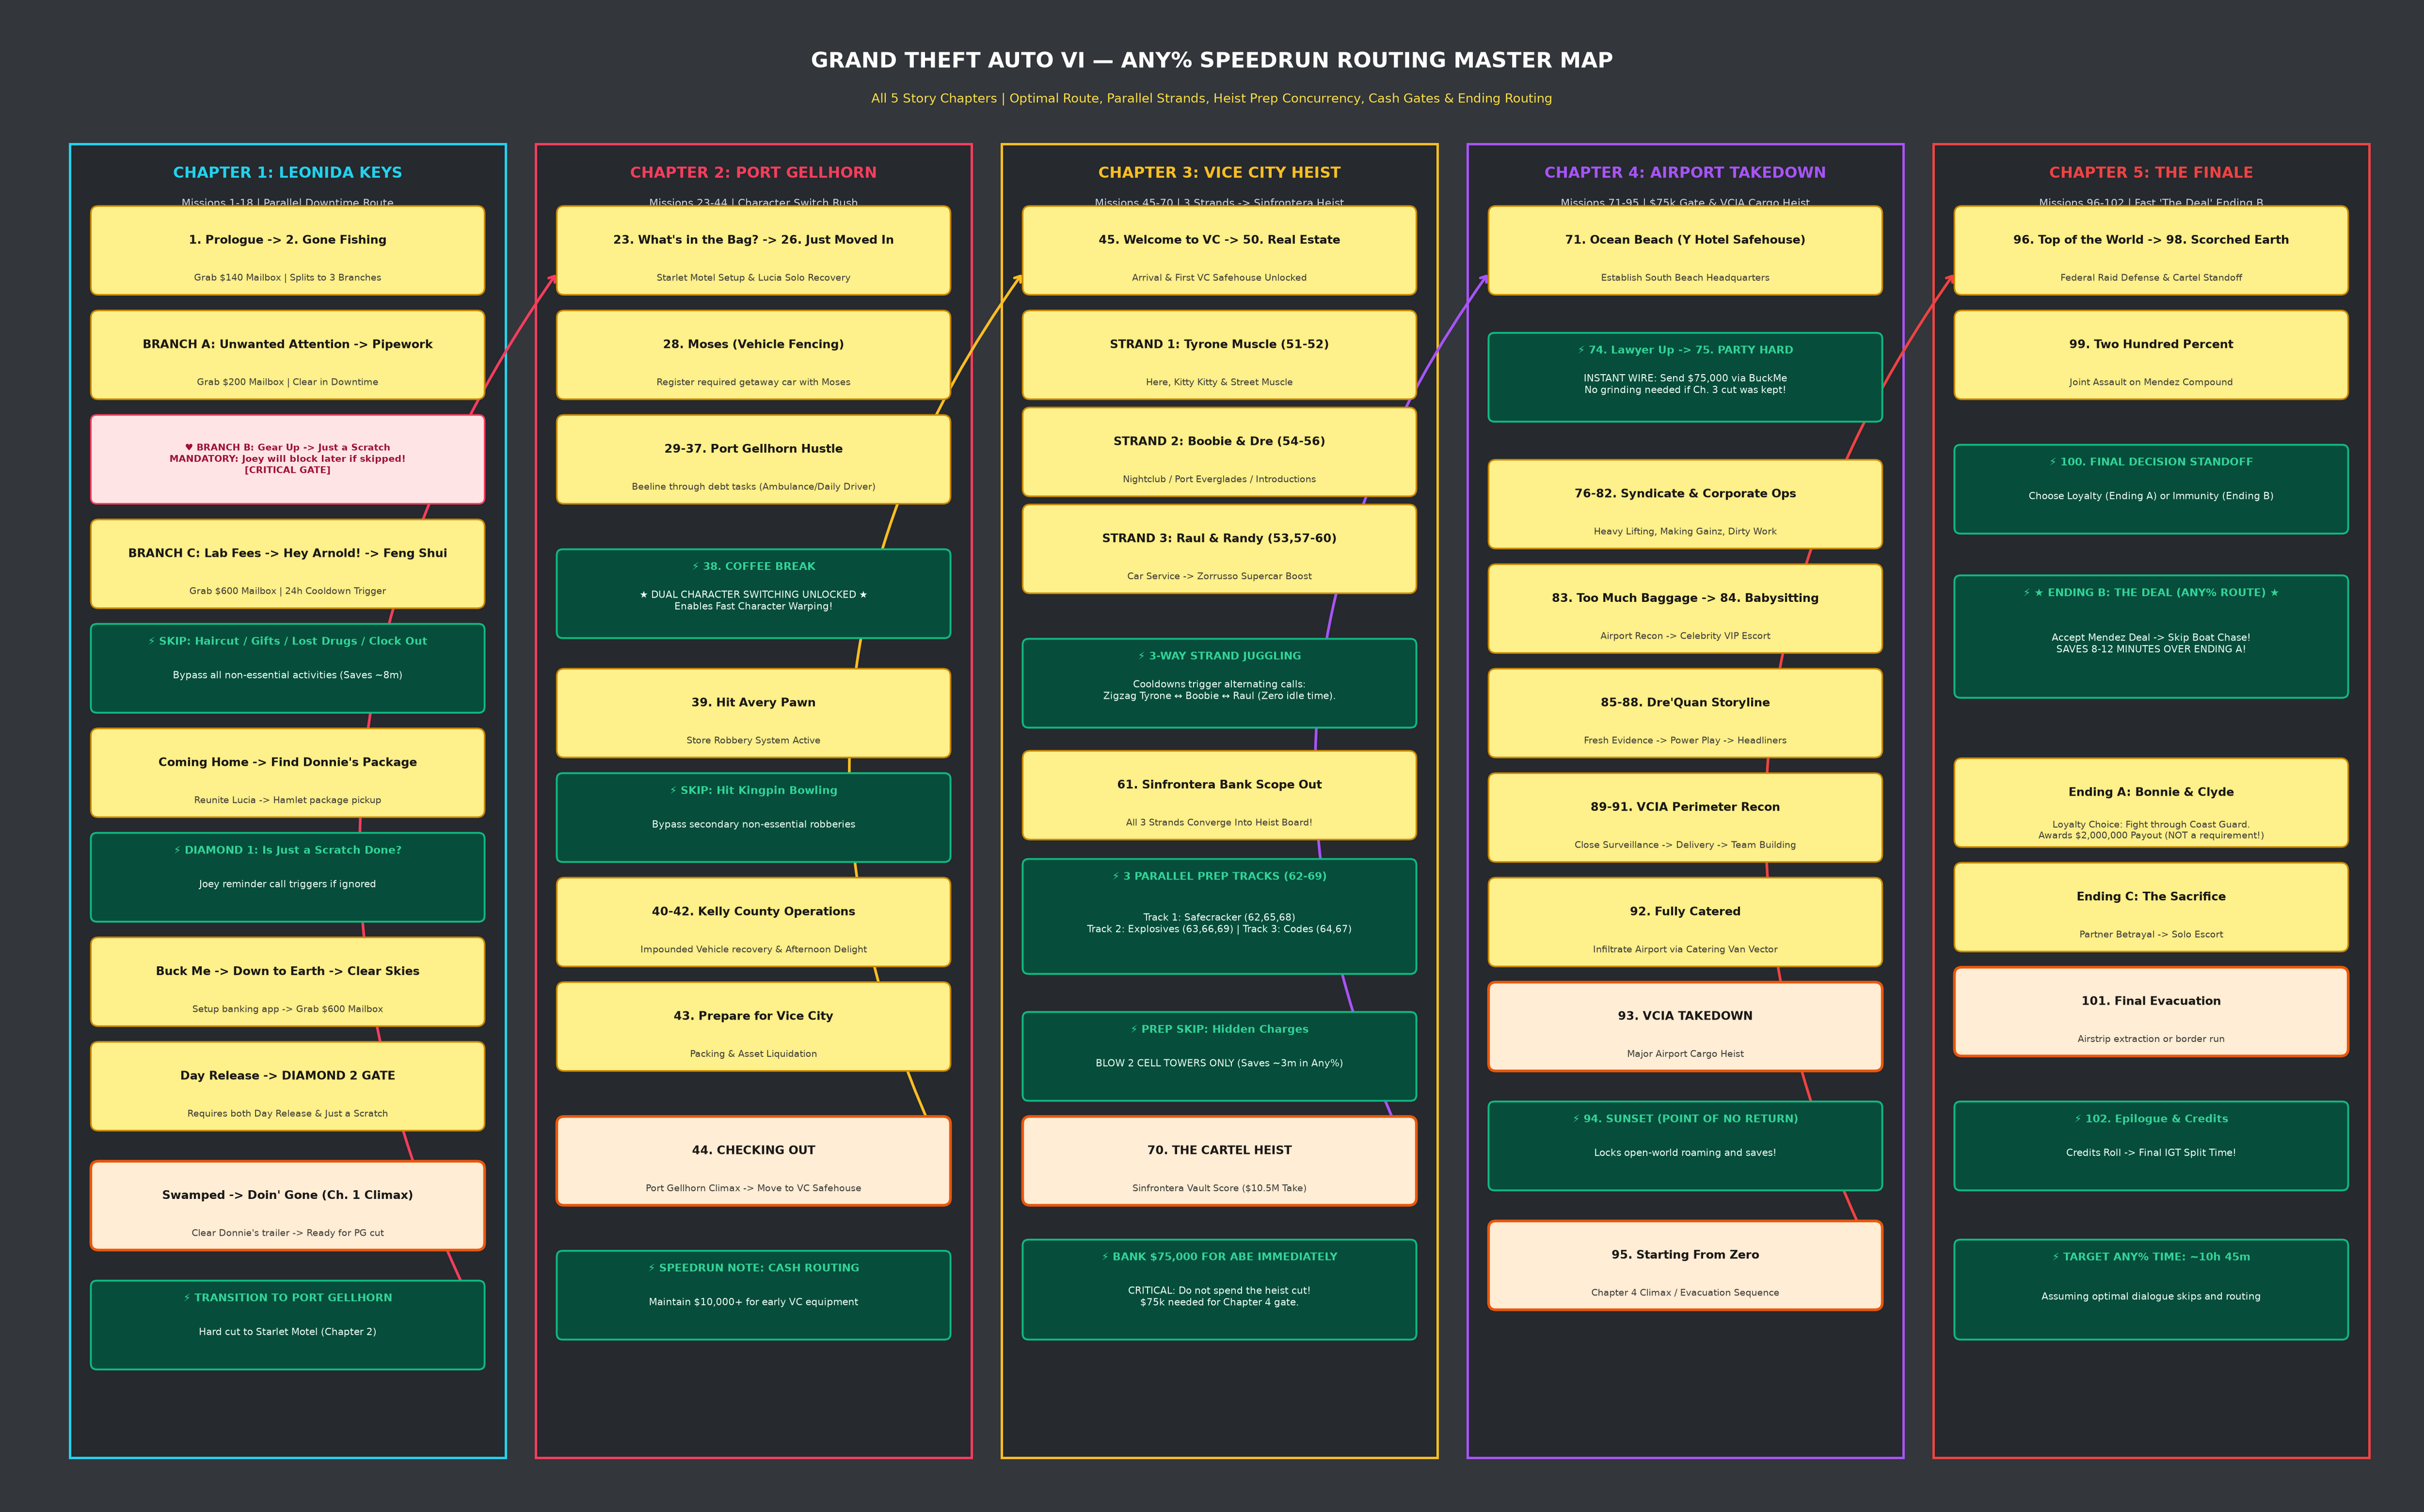 GRAND THEFT AUTO VI — ANY% SPEEDRUN ROUTING MASTER MAP
All 5 Story Chapters | Optimal Route, Parallel Strands, Heist Prep Concurrency, Cash Gates & Ending Routing
CHAPTER 1: LEONIDA KEYS
Missions 1-18 | Parallel Downtime Route
1. Prologue -> 2. Gone Fishing
Grab $140 Mailbox | Splits to 3 Branches
BRANCH A: Unwanted Attention -> Pipework
Grab $200 Mailbox | Clear in Downtime
♥ BRANCH B: Gear Up -> Just a Scratch
MANDATORY: Joey will block later if skipped!
[CRITICAL GATE]
BRANCH C: Lab Fees -> Hey Arnold! -> Feng Shui
Grab $600 Mailbox | 24h Cooldown Trigger
⚡ SKIP: Haircut / Gifts / Lost Drugs / Clock Out
Bypass all non-essential activities (Saves ~8m)
Coming Home -> Find Donnie's Package
Reunite Lucia -> Hamlet package pickup
⚡ DIAMOND 1: Is Just a Scratch Done?
Joey reminder call triggers if ignored
Buck Me -> Down to Earth -> Clear Skies
Setup banking app -> Grab $600 Mailbox
Day Release -> DIAMOND 2 GATE
Requires both Day Release & Just a Scratch
Swamped -> Doin' Gone (Ch. 1 Climax)
Clear Donnie's trailer -> Ready for PG cut
⚡ TRANSITION TO PORT GELLHORN
Hard cut to Starlet Motel (Chapter 2)
CHAPTER 2: PORT GELLHORN
Missions 23-44 | Character Switch Rush
23. What's in the Bag? -> 26. Just Moved In
Starlet Motel Setup & Lucia Solo Recovery
28. Moses (Vehicle Fencing)
Register required getaway car with Moses
29-37. Port Gellhorn Hustle
Beeline through debt tasks (Ambulance/Daily Driver)
⚡ 38. COFFEE BREAK
★ DUAL CHARACTER SWITCHING UNLOCKED ★
Enables Fast Character Warping!
39. Hit Avery Pawn
Store Robbery System Active
⚡ SKIP: Hit Kingpin Bowling
Bypass secondary non-essential robberies
40-42. Kelly County Operations
Impounded Vehicle recovery & Afternoon Delight
43. Prepare for Vice City
Packing & Asset Liquidation
44. CHECKING OUT
Port Gellhorn Climax -> Move to VC Safehouse
⚡ SPEEDRUN NOTE: CASH ROUTING
Maintain $10,000+ for early VC equipment
CHAPTER 3: VICE CITY HEIST
Missions 45-70 | 3 Strands -> Sinfrontera Heist
45. Welcome to VC -> 50. Real Estate
Arrival & First VC Safehouse Unlocked
STRAND 1: Tyrone Muscle (51-52)
Here, Kitty Kitty & Street Muscle
STRAND 2: Boobie & Dre (54-56)
Nightclub / Port Everglades / Introductions
STRAND 3: Raul & Randy (53,57-60)
Car Service -> Zorrusso Supercar Boost
⚡ 3-WAY STRAND JUGGLING
Cooldowns trigger alternating calls:
Zigzag Tyrone ↔ Boobie ↔ Raul (Zero idle time).
61. Sinfrontera Bank Scope Out
All 3 Strands Converge Into Heist Board!
⚡ 3 PARALLEL PREP TRACKS (62-69)
Track 1: Safecracker (62,65,68)
Track 2: Explosives (63,66,69) | Track 3: Codes (64,67)
⚡ PREP SKIP: Hidden Charges
BLOW 2 CELL TOWERS ONLY (Saves ~3m in Any%)
70. THE CARTEL HEIST
Sinfrontera Vault Score ($10.5M Take)
⚡ BANK $75,000 FOR ABE IMMEDIATELY
CRITICAL: Do not spend the heist cut!
$75k needed for Chapter 4 gate.
CHAPTER 4: AIRPORT TAKEDOWN
Missions 71-95 | $75k Gate & VCIA Cargo Heist
71. Ocean Beach (Y Hotel Safehouse)
Establish South Beach Headquarters
⚡ 74. Lawyer Up -> 75. PARTY HARD
INSTANT WIRE: Send $75,000 via BuckMe
No grinding needed if Ch. 3 cut was kept!
76-82. Syndicate & Corporate Ops
Heavy Lifting, Making Gainz, Dirty Work
83. Too Much Baggage -> 84. Babysitting
Airport Recon -> Celebrity VIP Escort
85-88. Dre'Quan Storyline
Fresh Evidence -> Power Play -> Headliners
89-91. VCIA Perimeter Recon
Close Surveillance -> Delivery -> Team Building
92. Fully Catered
Infiltrate Airport via Catering Van Vector
93. VCIA TAKEDOWN
Major Airport Cargo Heist
⚡ 94. SUNSET (POINT OF NO RETURN)
Locks open-world roaming and saves!
95. Starting From Zero
Chapter 4 Climax / Evacuation Sequence
CHAPTER 5: THE FINALE
Missions 96-102 | Fast 'The Deal' Ending B
96. Top of the World -> 98. Scorched Earth
Federal Raid Defense & Cartel Standoff
99. Two Hundred Percent
Joint Assault on Mendez Compound
⚡ 100. FINAL DECISION STANDOFF
Choose Loyalty (Ending A) or Immunity (Ending B)
⚡ ★ ENDING B: THE DEAL (ANY% ROUTE) ★
Accept Mendez Deal -> Skip Boat Chase!
SAVES 8-12 MINUTES OVER ENDING A!
Ending A: Bonnie & Clyde
Loyalty Choice: Fight through Coast Guard.
Awards $2,000,000 Payout (NOT a requirement!)
Ending C: The Sacrifice
Partner Betrayal -> Solo Escort
101. Final Evacuation
Airstrip extraction or border run
⚡ 102. Epilogue & Credits
Credits Roll -> Final IGT Split Time!
⚡ TARGET ANY% TIME: ~10h 45m
Assuming optimal dialogue skips and routing